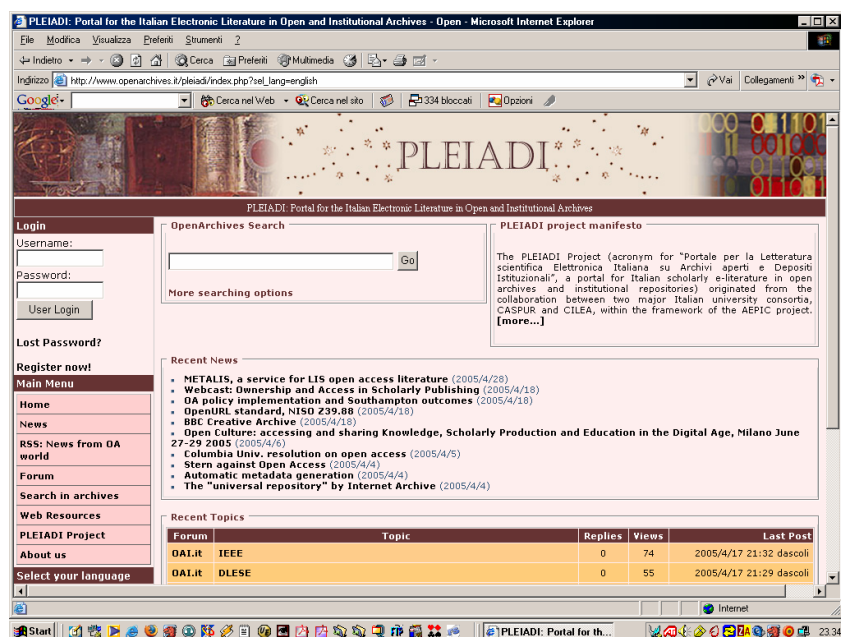 PLEIADI: Portal for the Italian Electronic Literature in Open and Institutional Archives - Open - Microsoft Internet Explorer
File Modifica Visualizza Preferiti Strumenti ?
Indietro Cerca Preferiti Multimedia
Indirizzo http://www.openarchives.it/pleiadi/index.php?sel_lang=english Vai Collegamenti »
Google Cerca nel Web Cerca nel sito 334 bloccati Opzioni
PLEIADI
PLEIADI: Portal for the Italian Electronic Literature in Open and Institutional Archives
Login
Username:
Password:
User Login
Lost Password?
Register now!
Main Menu
Home
News
RSS: News from OA
world
Forum
Search in archives
Web Resources
PLEIADI Project
About us
Select your language
OpenArchives Search
Go
More searching options
PLEIADI project manifesto
The PLEIADI Project (acronym for "Portale per la Letteratura
scientifica Elettronica Italiana su Archivi aperti e Depositi
Istituzionali", a portal for Italian scholarly e-literature in open
archives and institutional repositories) originated from the
collaboration between two major Italian university consortia,
CASPUR and CILEA, within the framework of the AEPIC project.
[more...]
Recent News
METALIS, a service for LIS open access literature (2005/4/28)
Webcast: Ownership and Access in Scholarly Publishing (2005/4/18)
OA policy implementation and Southampton outcomes (2005/4/18)
OpenURL standard, NISO Z39.88 (2005/4/18)
BBC Creative Archive (2005/4/18)
Open Culture: accessing and sharing Knowledge, Scholarly Production and Education in the Digital Age, Milano June
27-29 2005 (2005/4/6)
Columbia Univ. resolution on open access (2005/4/5)
Stern against Open Access (2005/4/4)
Automatic metadata generation (2005/4/4)
The "universal repository" by Internet Archive (2005/4/4)
Recent Topics
Forum Topic Replies Views Last Post
OAI.it IEEE 0 74 2005/4/17 21:32 dascoli
OAI.it DLESE 0 55 2005/4/17 21:29 dascoli
Internet
Start PLEIADI: Portal for th... 23.34